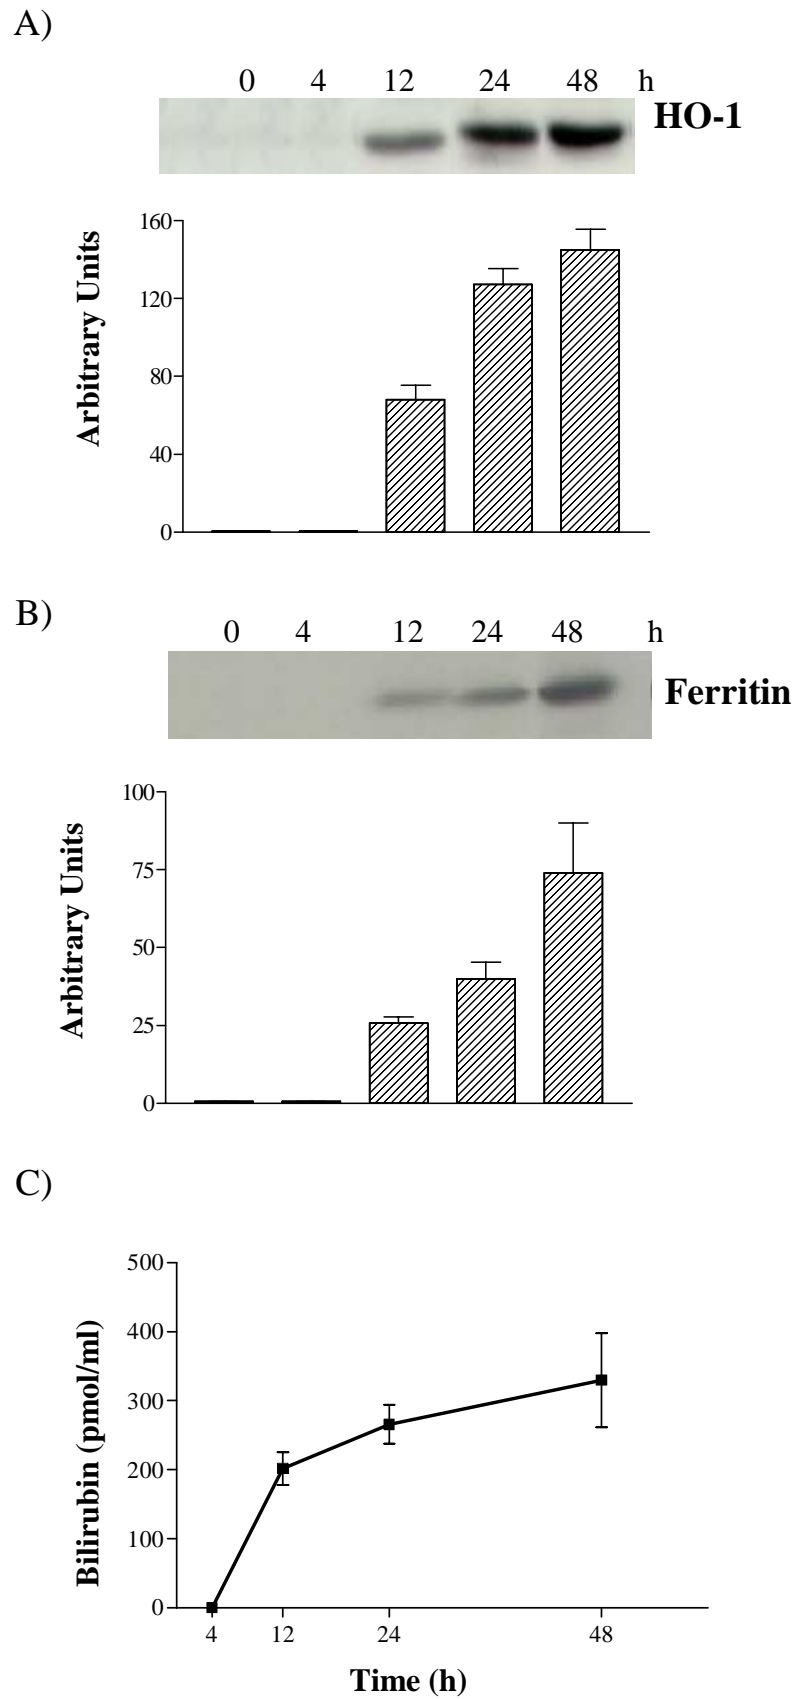 A)
0 4 12 24 48 h
HO-1
160
120
80
40
0
Arbitrary Units
B)
0 4 12 24 48 h
Ferritin
100
75
50
25
0
Arbitrary Units
C)
500
400
300
200
100
0
Bilirubin (pmol/ml)
4 12 24 48
Time (h)